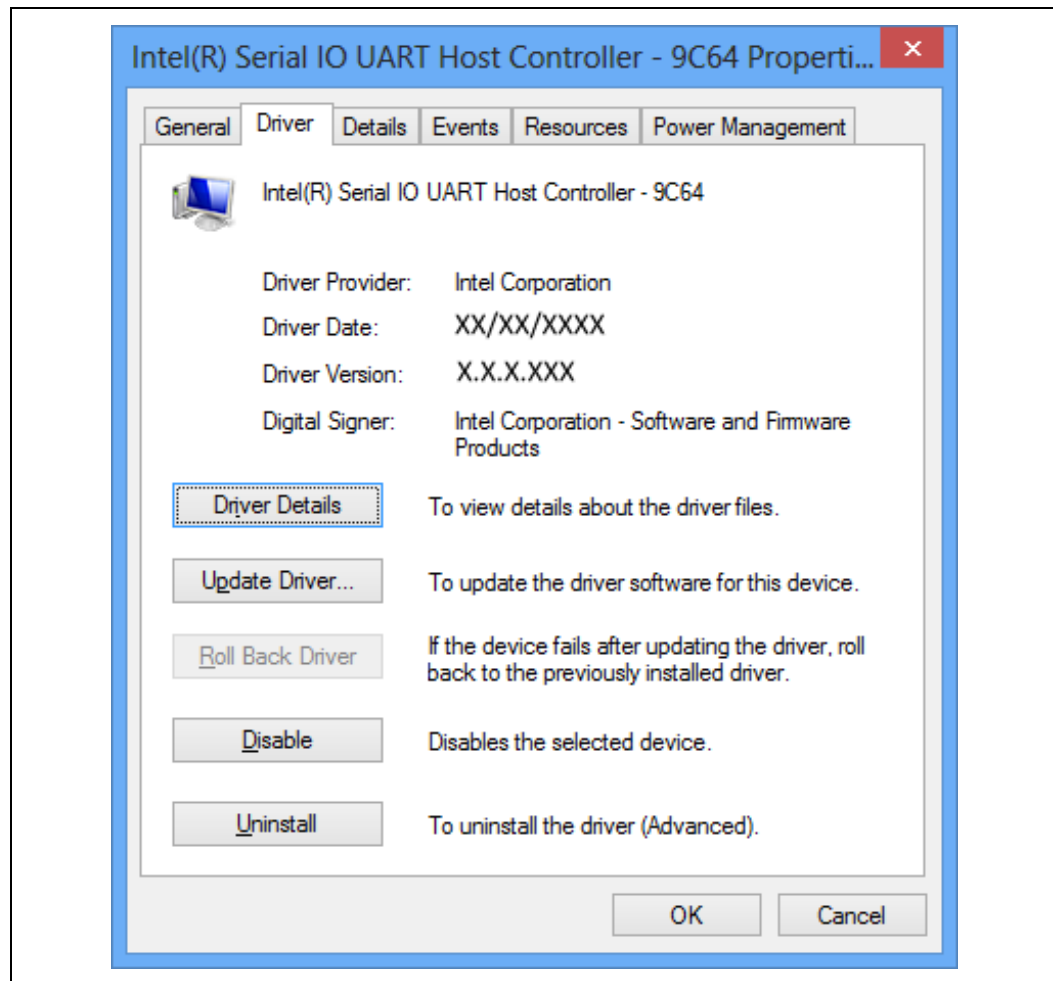 Intel(R) Serial IO UART Host Controller - 9C64 Properti...
General Driver Details Events Resources Power Management
Intel(R) Serial IO UART Host Controller - 9C64
Driver Provider: Intel Corporation
Driver Date: XX/XX/XXXX
Driver Version: X.X.X.XXX
Digital Signer: Intel Corporation - Software and Firmware
Products
Driver Details To view details about the driver files.
Update Driver... To update the driver software for this device.
Roll Back Driver If the device fails after updating the driver, roll
back to the previously installed driver.
Disable Disables the selected device.
Uninstall To uninstall the driver (Advanced).
OK Cancel